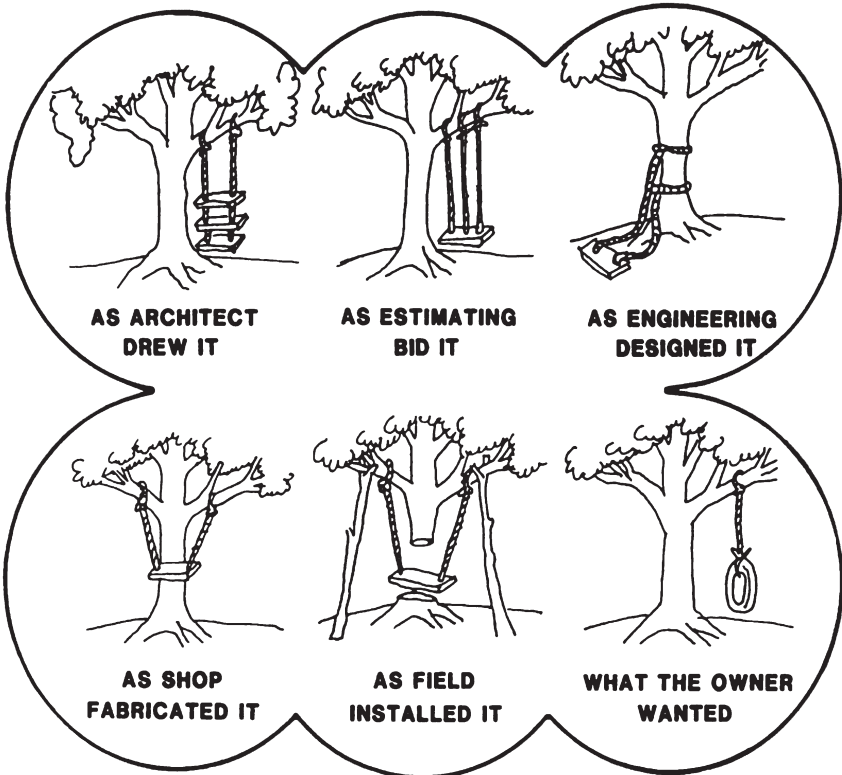 AS ARCHITECT
DREW IT
AS ESTIMATING
BID IT
AS ENGINEERING
DESIGNED IT
AS SHOP
FABRICATED IT
AS FIELD
INSTALLED IT
WHAT THE OWNER
WANTED